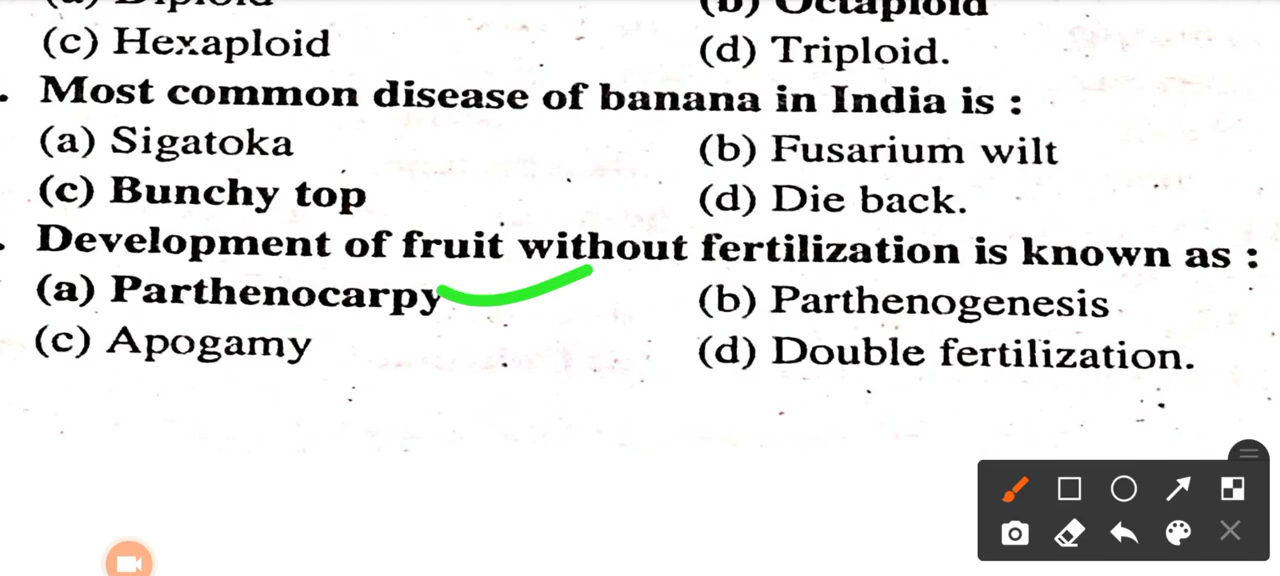 (b) Octaploid
(c) Hexaploid (d) Triploid.
. Most common disease of banana in India is :
(a) Sigatoka (b) Fusarium wilt
(c) Bunchy top (d) Die back.
. Development of fruit without fertilization is known as :
(a) Parthenocarpy (b) Parthenogenesis
(c) Apogamy (d) Double fertilization.